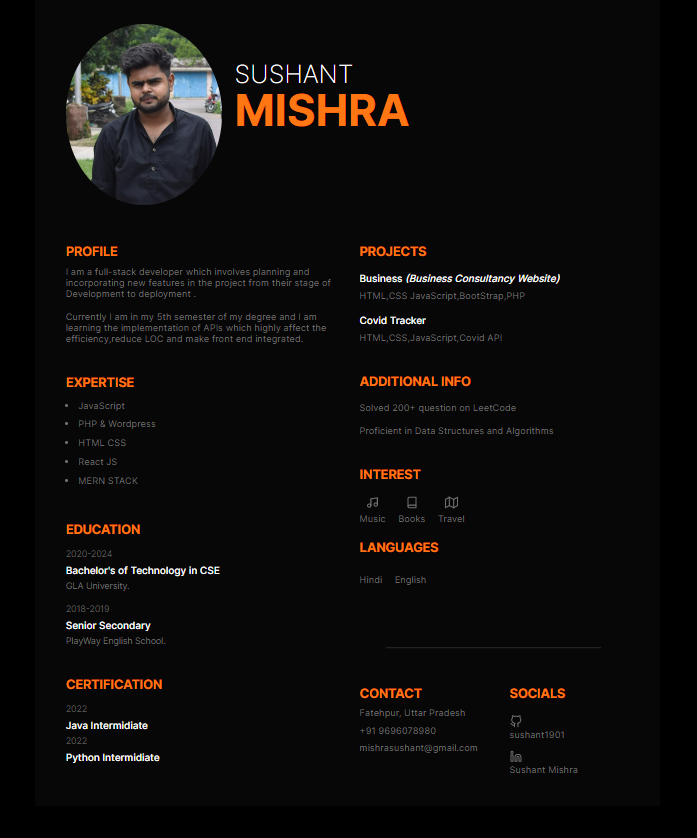 SUSHANT
MISHRA
PROFILE
I am a full-stack developer which involves planning and
incorporating new features in the project from their stage of
Development to deployment .
Currently I am in my 5th semester of my degree and I am
learning the implementation of APIs which highly affect the
efficiency,reduce LOC and make front end integrated.
EXPERTISE
• JavaScript
• PHP & Wordpress
• HTML CSS
• React JS
• MERN STACK
EDUCATION
2020-2024
Bachelor's of Technology in CSE
GLA University.
2018-2019
Senior Secondary
PlayWay English School.
CERTIFICATION
2022
Java Intermidiate
2022
Python Intermidiate
PROJECTS
Business (Business Consultancy Website)
HTML,CSS JavaScript,BootStrap,PHP
Covid Tracker
HTML,CSS,JavaScript,Covid API
ADDITIONAL INFO
Solved 200+ question on LeetCode
Proficient in Data Structures and Algorithms
INTEREST
Music Books Travel
LANGUAGES
Hindi English
CONTACT
Fatehpur, Uttar Pradesh
+91 9696078980
mishrasushant@gmail.com
SOCIALS
sushant1901
Sushant Mishra